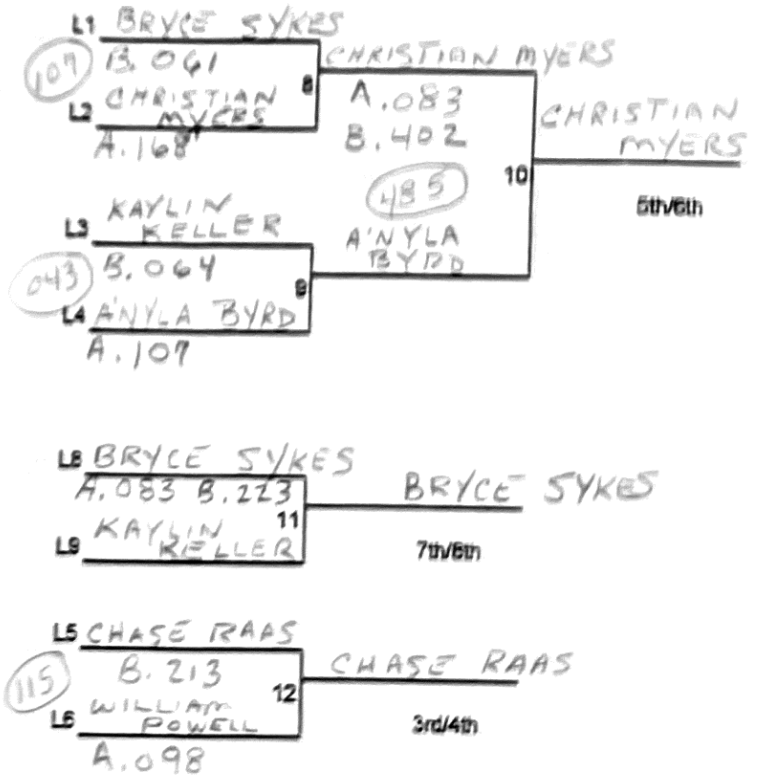 L1 BRYCE SYKES
107
B. 061
8
CHRISTIAN MYERS
L2 CHRISTIAN
MYERS
A. 168
A .083
B. 402
CHRISTIAN
MYERS
10
5th/6th
485
L3 KAYLIN
KELLER
043
B. 064
9
A'NYLA
BYRD
L4 A'NYLA BYRD
A. 107
L8 BRYCE SYKES
A. 083 B. 223
11
BRYCE SYKES
L9 KAYLIN
KELLER
7th/8th
L5 CHASE RAAS
115
B. 213
12
CHASE RAAS
L6 WILLIAM
POWELL
3rd/4th
A. 098